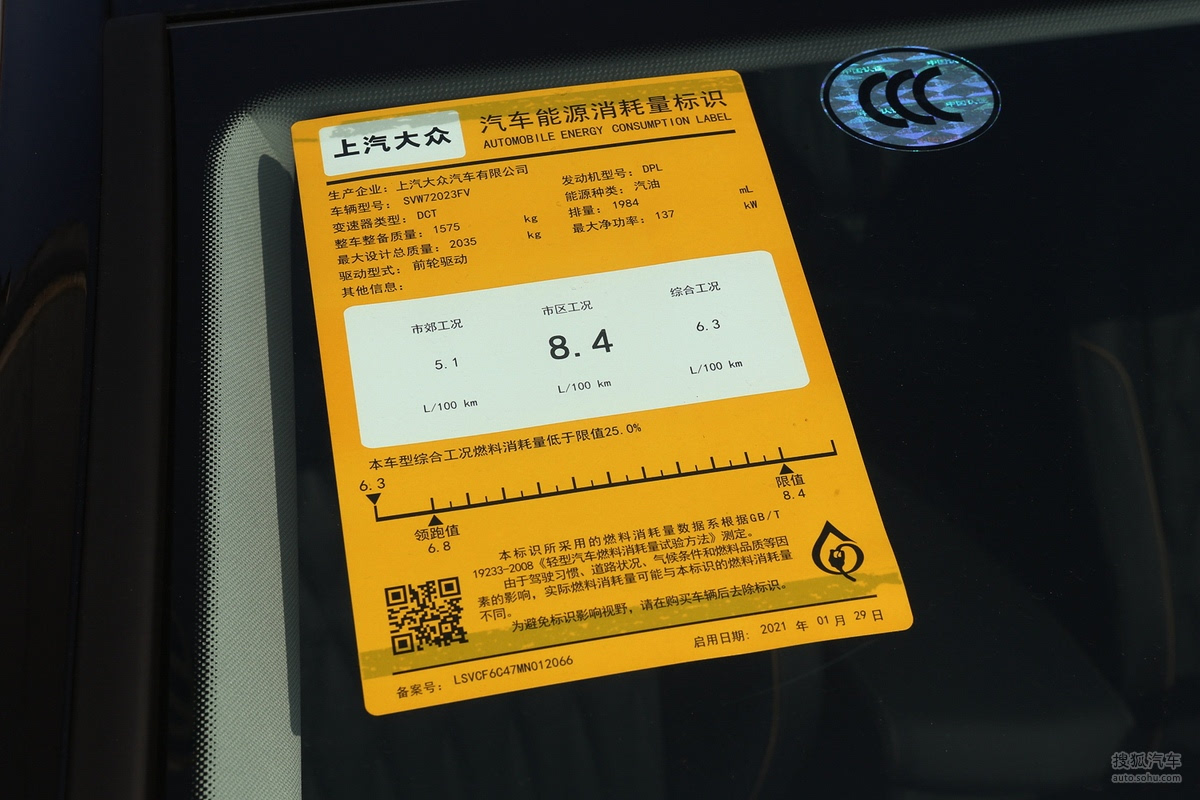 上汽大众
汽车能源消耗量标识
AUTOMOBILE ENERGY CONSUMPTION LABEL
生产企业：上汽大众汽车有限公司
车辆型号： SVW72023FV
变速器类型：DCT
整车整备质量：1575 kg
最大设计总质量：2035 kg
驱动型式：前轮驱动
其他信息：
发动机型号：DPL
能源种类：汽油
排量：1984 mL
最大净功率：137 kW
市郊工况 市区工况 综合工况
5.1 8.4 6.3
L/100 km L/100 km L/100 km
本车型综合工况燃料消耗量低于限值25.0%
6.3
领跑值
6.8
限值
8.4
本标识所采用的燃料消耗量数据系根据GB/T
19233-2008《轻型汽车燃料消耗量试验方法》测定。
由于驾驶习惯、道路状况、气候条件和燃料品质等因
素的影响，实际燃料消耗量可能与本标识的燃料消耗量
不同。
为避免标识影响视野，请在购买车辆后去除标识。
备案号： LSVCF6C47MN012066
启用日期： 2021 年 01 月 29 日
CCC
搜狐汽车
auto.sohu.com